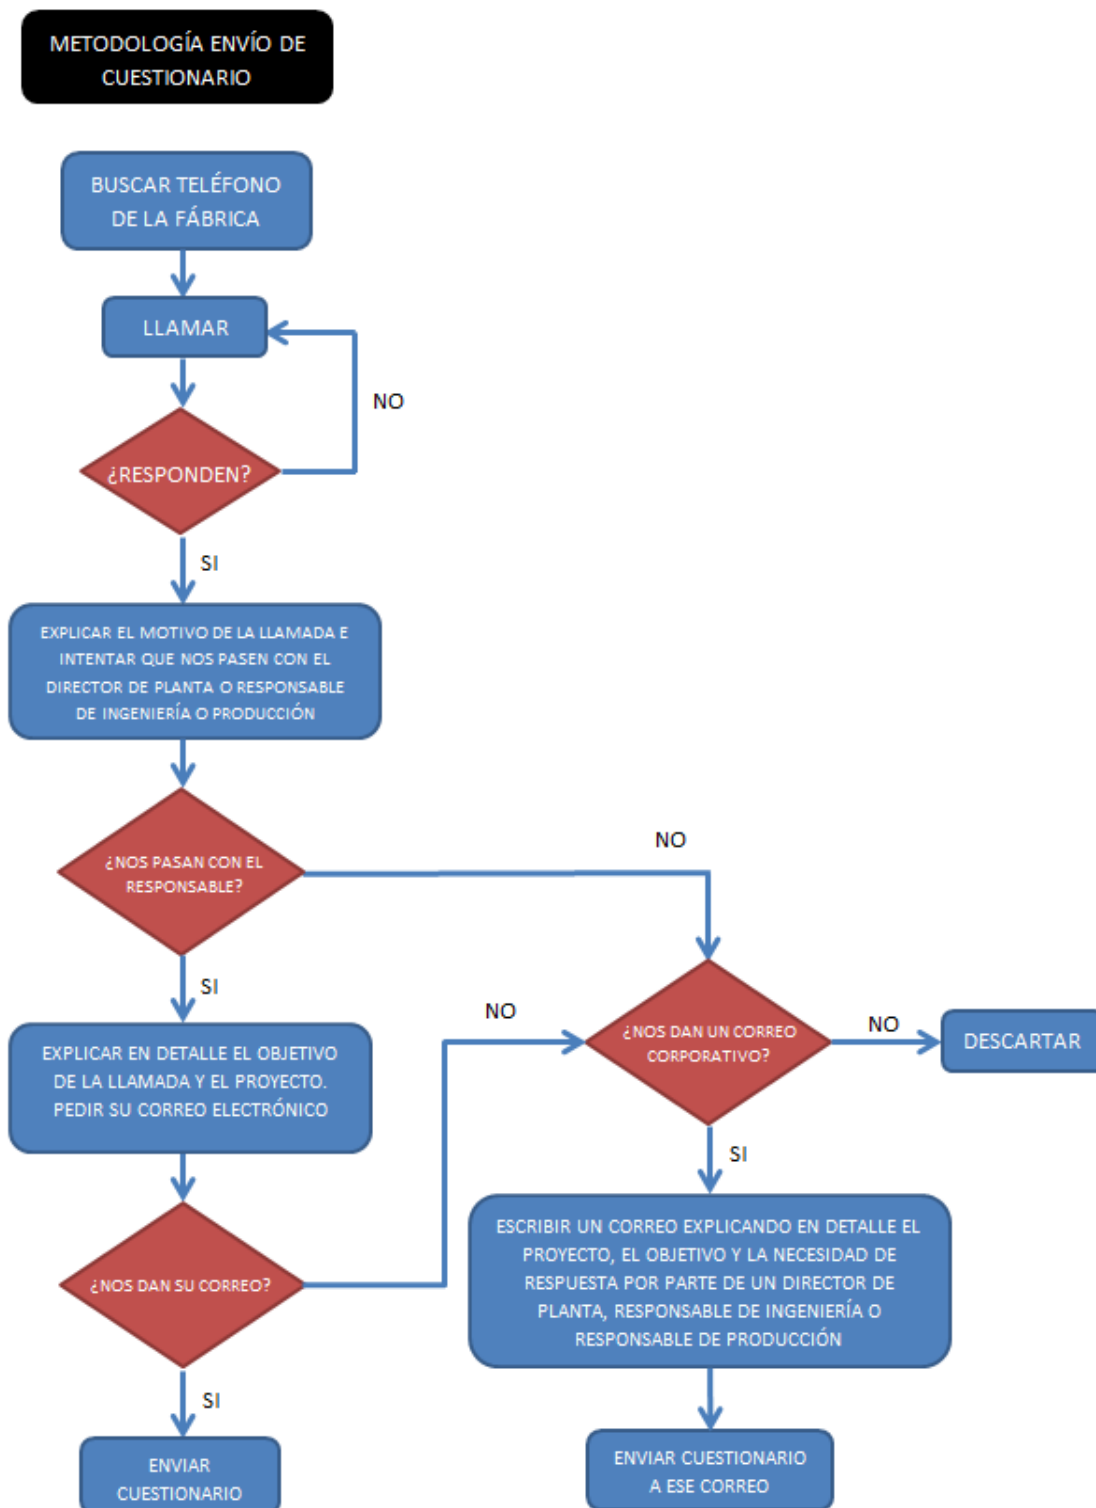 METODOLOGÍA ENVÍO DE
CUESTIONARIO
BUSCAR TELÉFONO
DE LA FÁBRICA
LLAMAR
NO
¿RESPONDEN?
SI
EXPLICAR EL MOTIVO DE LA LLAMADA E
INTENTAR QUE NOS PASEN CON EL
DIRECTOR DE PLANTA O RESPONSABLE
DE INGENIERÍA O PRODUCCIÓN
NO
¿NOS PASAN CON EL
RESPONSABLE?
SI
EXPLICAR EN DETALLE EL OBJETIVO
DE LA LLAMADA Y EL PROYECTO.
PEDIR SU CORREO ELECTRÓNICO
NO
¿NOS DAN UN CORREO
CORPORATIVO?
NO
DESCARTAR
SI
¿NOS DAN SU CORREO?
ESCRIBIR UN CORREO EXPLICANDO EN DETALLE EL
PROYECTO, EL OBJETIVO Y LA NECESIDAD DE
RESPUESTA POR PARTE DE UN DIRECTOR DE
PLANTA, RESPONSABLE DE INGENIERÍA O
RESPONSABLE DE PRODUCCIÓN
SI
ENVIAR
CUESTIONARIO
ENVIAR CUESTIONARIO
A ESE CORREO